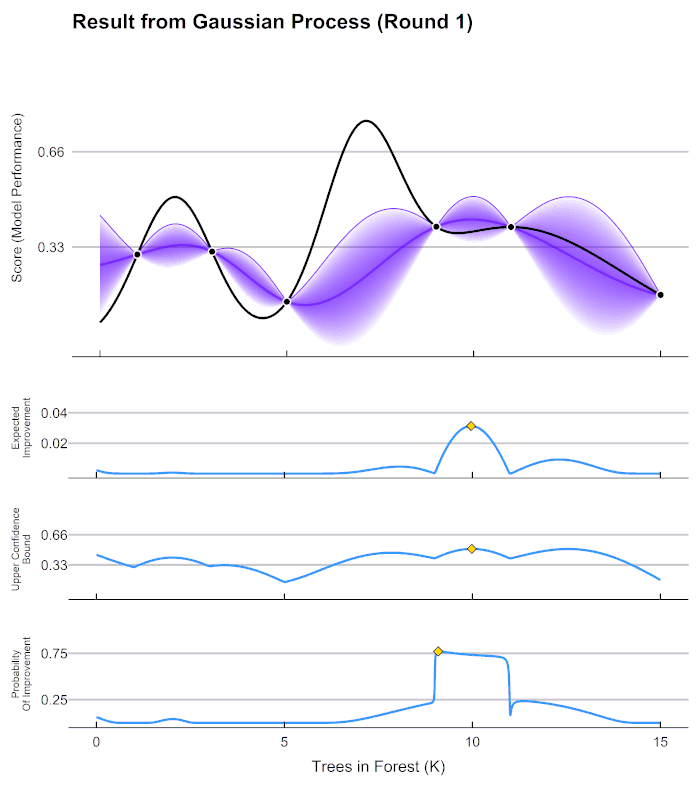 Result from Gaussian Process (Round 1)
Score (Model Performance)
0.66
0.33
Expected
Improvement
0.04
0.02
Upper Confidence
Bound
0.66
0.33
Probability
Of Improvement
0.75
0.25
0 5 10 15
Trees in Forest (K)